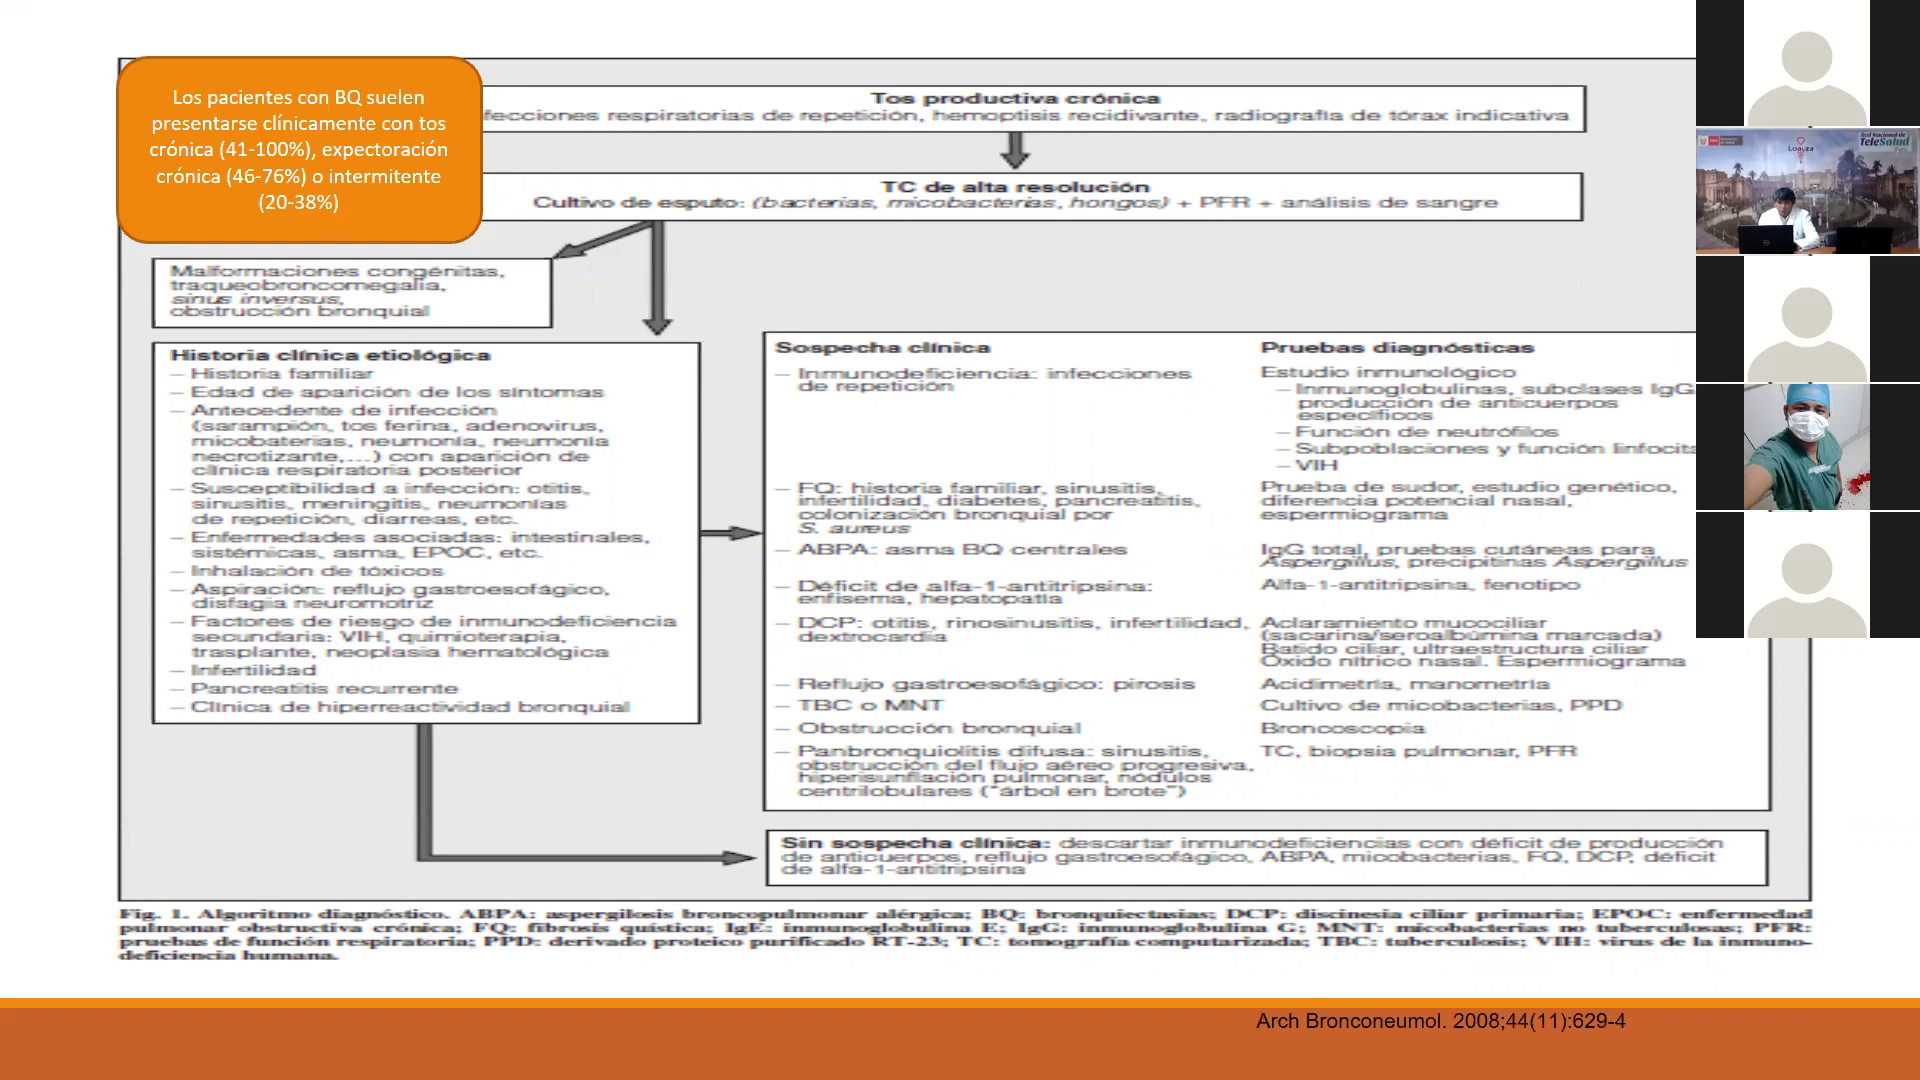 Los pacientes con BQ suelen
presentarse clínicamente con tos
crónica (41-100%), expectoración
crónica (46-76%) o intermitente
(20-38%)
Tos productiva crónica
fecciones respiratorias de repetición, hemoptisis recidivante, radiografía de tórax indicativa
TC de alta resolución
Cultivo de esputo: (bacterias, micobacterias, hongos) + PFR + análisis de sangre
Malformaciones congénitas,
traqueobroncomegalia,
sinus inversus,
obstrucción bronquial
Historia clínica etiológica
– Historia familiar
– Edad de aparición de los síntomas
– Antecedente de infección
(sarampión, tos ferina, adenovirus,
micobaterias, neumonía, neumonía
necrotizante,...) con aparición de
clínica respiratoria posterior
– Susceptibilidad a infección: otitis,
sinusitis, meningitis, neumonías
de repetición, diarreas, etc.
– Enfermedades asociadas: intestinales,
sistémicas, asma, EPOC, etc.
– Inhalación de tóxicos
– Aspiración: reflujo gastroesofágico,
disfagia neuromotriz
– Factores de riesgo de inmunodeficiencia
secundaria: VIH, quimioterapia,
trasplante, neoplasia hematológica
– Infertilidad
– Pancreatitis recurrente
– Clínica de hiperreactividad bronquial
Sospecha clínica
– Inmunodeficiencia: infecciones
de repetición
– FQ: historia familiar, sinusitis,
infertilidad, diabetes, pancreatitis,
colonización bronquial por
S. aureus
– ABPA: asma BQ centrales
– Déficit de alfa-1-antitripsina:
enfisema, hepatopatía
– DCP: otitis, rinosinusitis, infertilidad,
dextrocardia
– Reflujo gastroesofágico: pirosis
– TBC o MNT
– Obstrucción bronquial
– Panbronquiolitis difusa: sinusitis,
obstrucción del flujo aéreo progresiva,
hiperisunflación pulmonar, nódulos
centrilobulares ("árbol en brote")
Pruebas diagnósticas
Estudio inmunológico
– Inmunoglobulinas, subclases IgG
producción de anticuerpos
específicos
– Función de neutrófilos
– Subpoblaciones y función linfocita
– VIH
Prueba de sudor, estudio genético,
diferencia potencial nasal,
espermiograma
IgG total, pruebas cutáneas para
Aspergillus, precipitinas Aspergillus
Alfa-1-antitripsina, fenotipo
Aclaramiento mucociliar
(sacarina/seroalbúmina marcada)
Batido ciliar, ultraestructura ciliar
Óxido nítrico nasal. Espermiograma
Acidimetría, manometría
Cultivo de micobacterias, PPD
Broncoscopia
TC, biopsia pulmonar, PFR
Sin sospecha clínica: descartar inmunodeficiencias con déficit de producción
de anticuerpos, reflujo gastroesofágico, ABPA, micobacterias, FQ, DCP, déficit
de alfa-1-antitripsina
Fig. 1. Algoritmo diagnóstico. ABPA: aspergilosis broncopulmonar alérgica; BQ: bronquiectasias; DCP: discinesia ciliar primaria; EPOC: enfermedad
pulmonar obstructiva crónica; FQ: fibrosis quística; IgE: inmunoglobulina E; IgG: inmunoglobulina G; MNT: micobacterias no tuberculosas; PFR:
pruebas de función respiratoria; PPD: derivado proteico purificado RT-23; TC: tomografía computarizada; TBC: tuberculosis; VIH: virus de la inmuno-
deficiencia humana.
Arch Bronconeumol. 2008;44(11):629-4
Loayza
Red Nacional de
TeleSalud